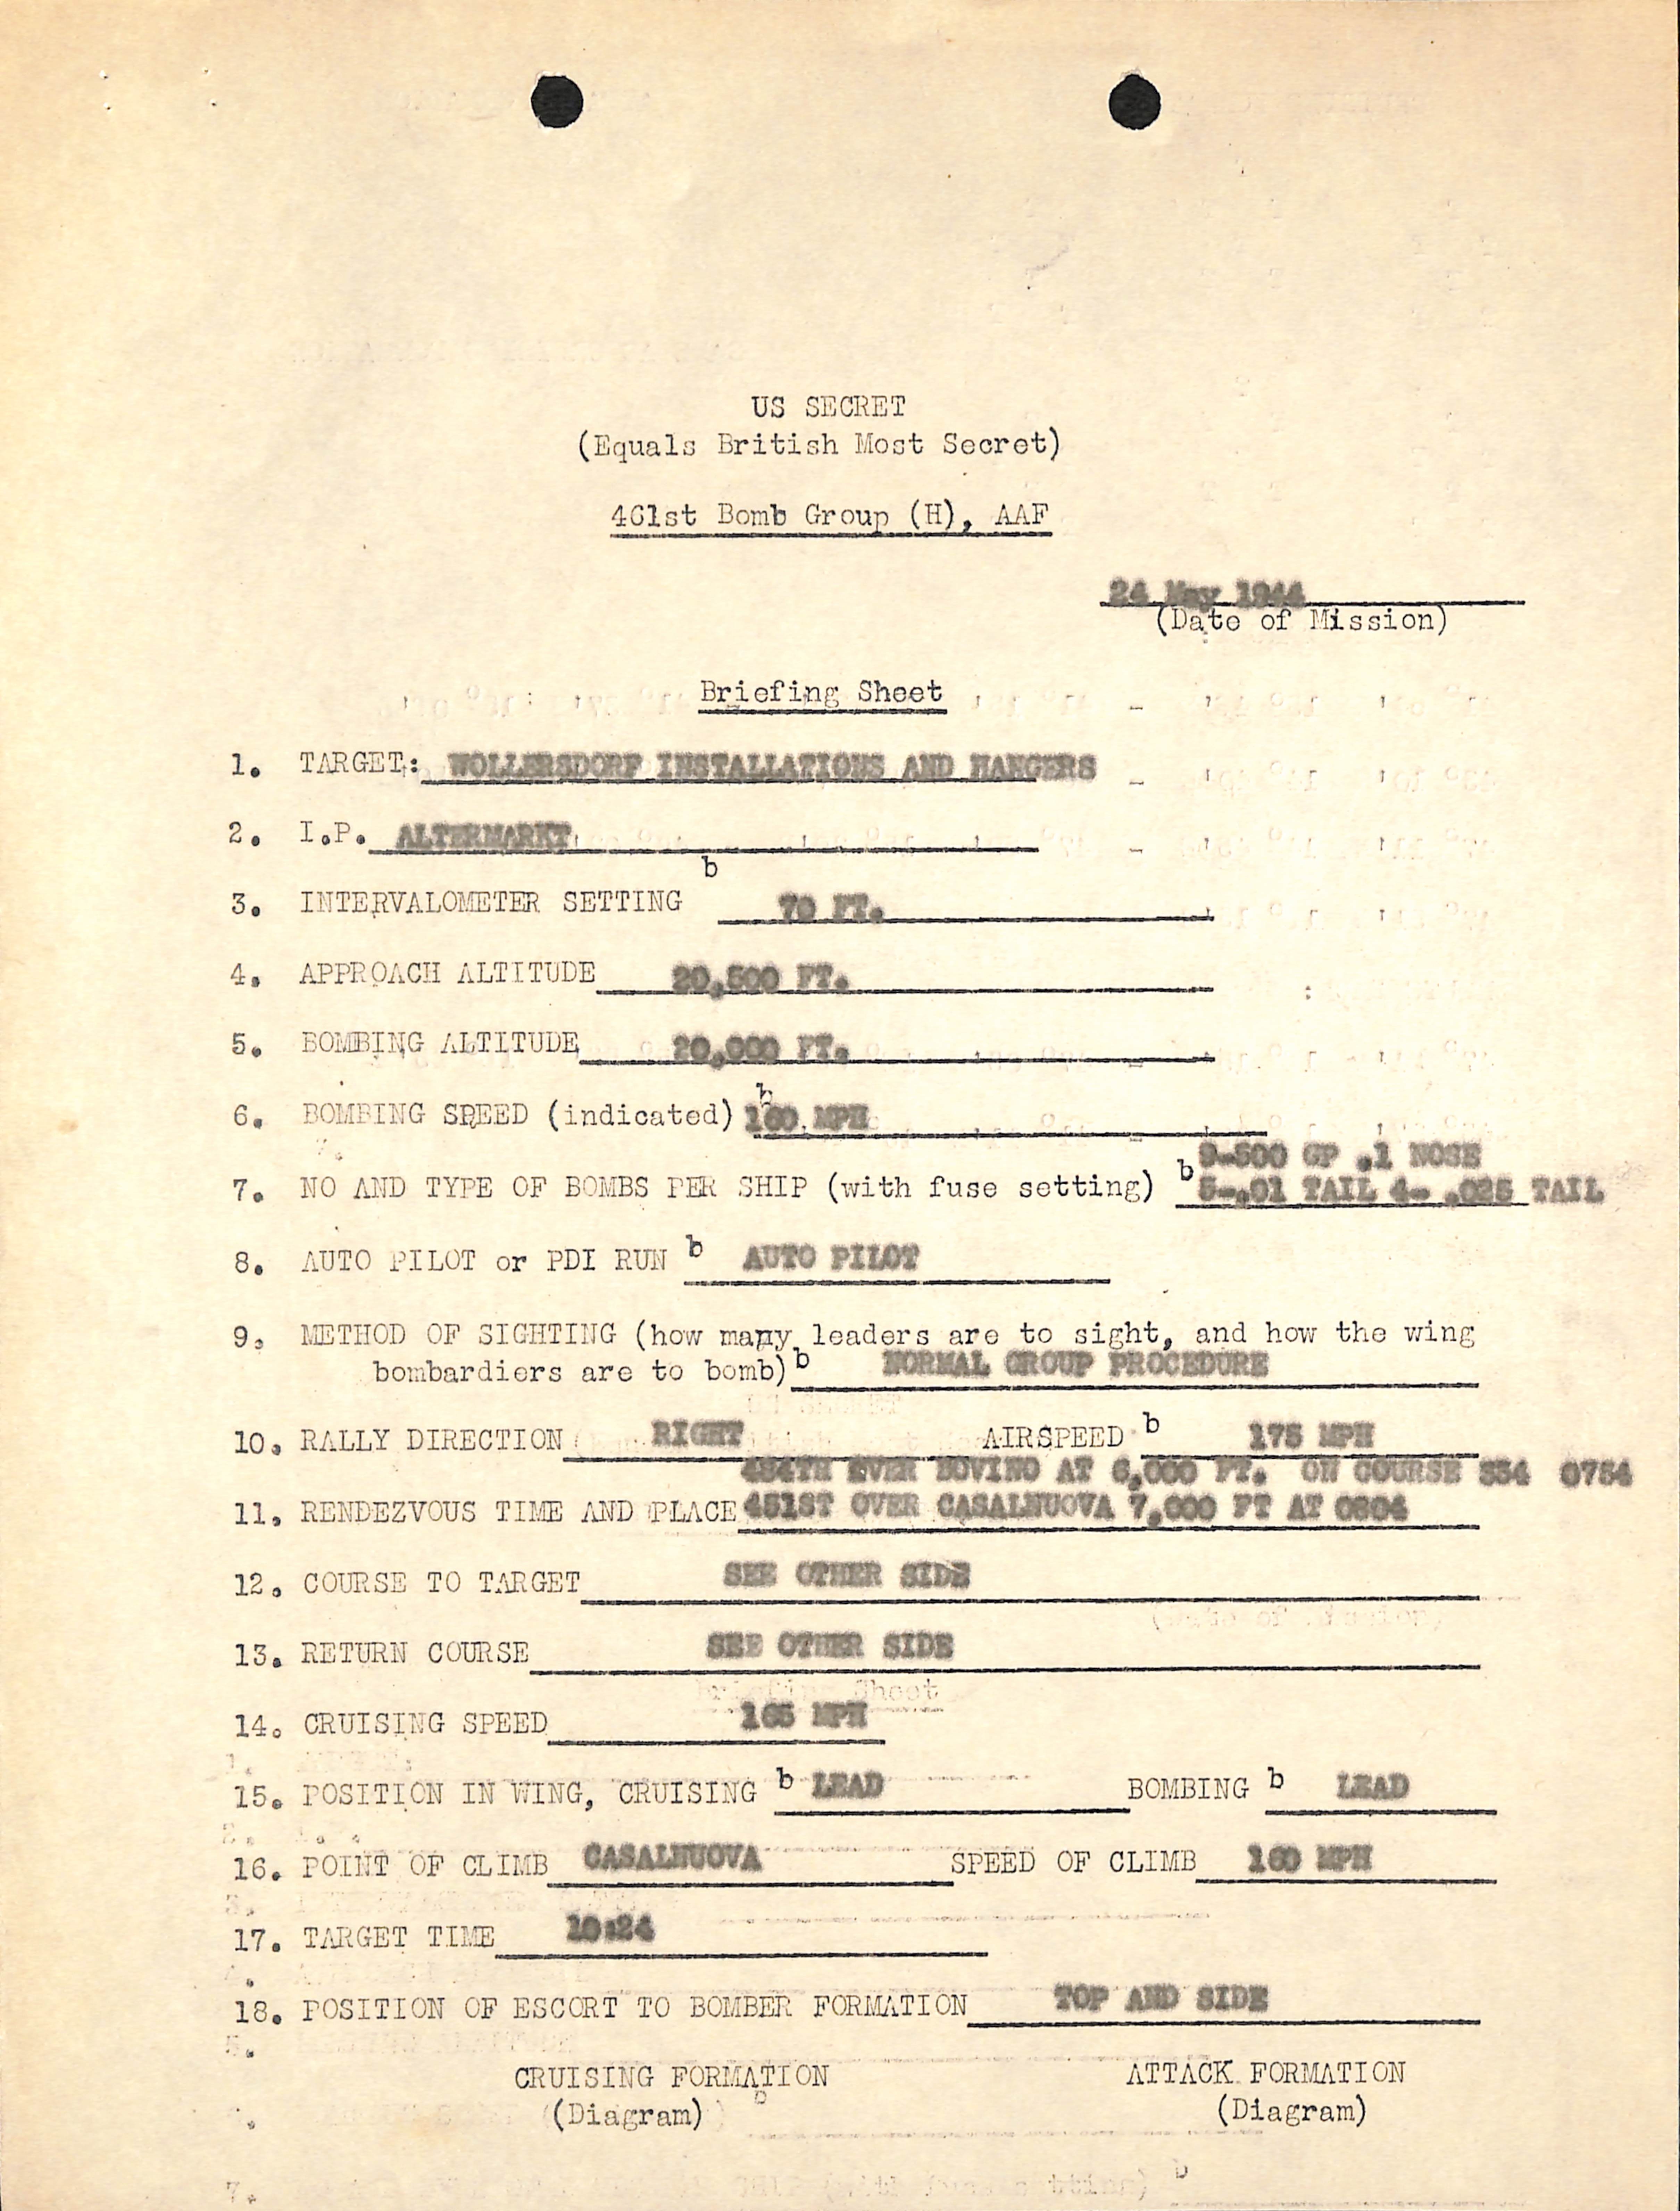 US SECRET
(Equals British Most Secret)
461st Bomb Group (H), AAF
24 May 1944
(Date of Mission)
Briefing Sheet
1. TARGET: WOLLERSDORF INSTALLATIONS AND HANGERS
2. I.P. ALTERMARKT
b
3. INTERVALOMETER SETTING 70 FT.
4. APPROACH ALTITUDE 20,500 FT.
5. BOMBING ALTITUDE 20,000 FT.
b
6. BOMBING SPEED (indicated) 160 MPH
9-500 GP .1 NOSE
7. NO AND TYPE OF BOMBS PER SHIP (with fuse setting) b 5-.01 TAIL 4- .025 TAIL
8. AUTO PILOT or PDI RUN b AUTO PILOT
9. METHOD OF SIGHTING (how many leaders are to sight, and how the wing
bombardiers are to bomb) b NORMAL GROUP PROCEDURE
10. RALLY DIRECTION RIGHT AIRSPEED b 175 MPH
484TH OVER BOVINO AT 6,000 FT. ON COURSE 334 0754
11. RENDEZVOUS TIME AND PLACE 451ST OVER CASALNUOVA 7,000 FT AT 0804
12. COURSE TO TARGET SEE OTHER SIDE
13. RETURN COURSE SEE OTHER SIDE
14. CRUISING SPEED 165 MPH
15. POSITION IN WING, CRUISING b LEAD BOMBING b LEAD
16. POINT OF CLIMB CASALNUOVA SPEED OF CLIMB 160 MPH
17. TARGET TIME 10:24
18. POSITION OF ESCORT TO BOMBER FORMATION TOP AND SIDE
CRUISING FORMATION ATTACK FORMATION
(Diagram) (Diagram)